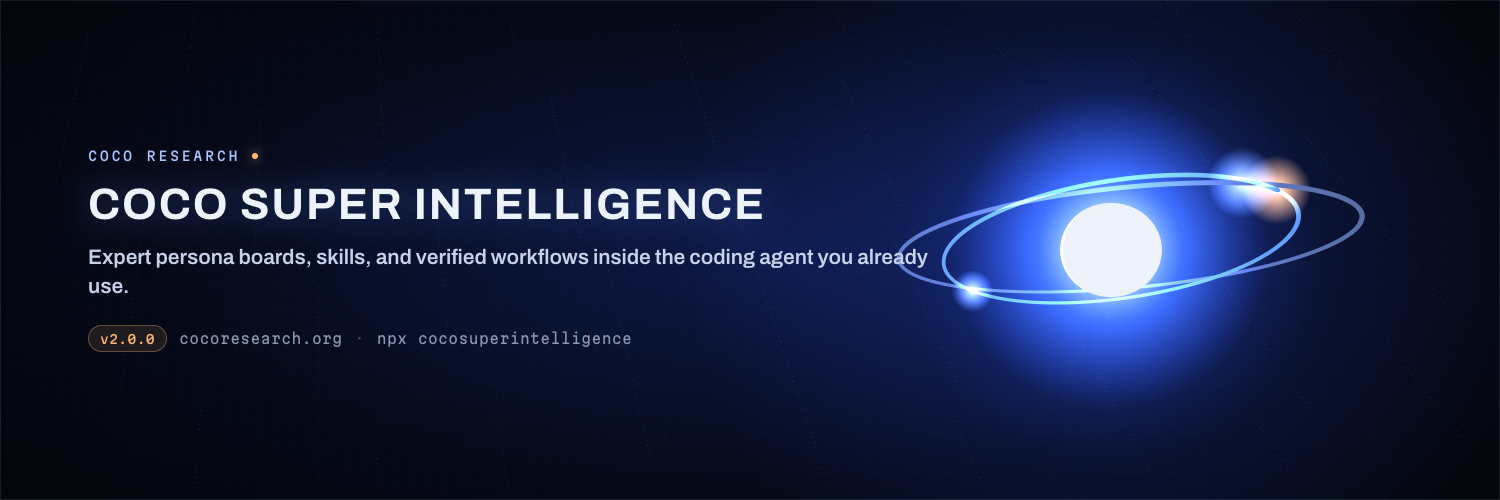 COCO RESEARCH
COCO SUPER INTELLIGENCE
Expert persona boards, skills, and verified workflows inside the coding agent you already
use.
v2.0.0 cocoresearch.org · npx cocosuperintelligence